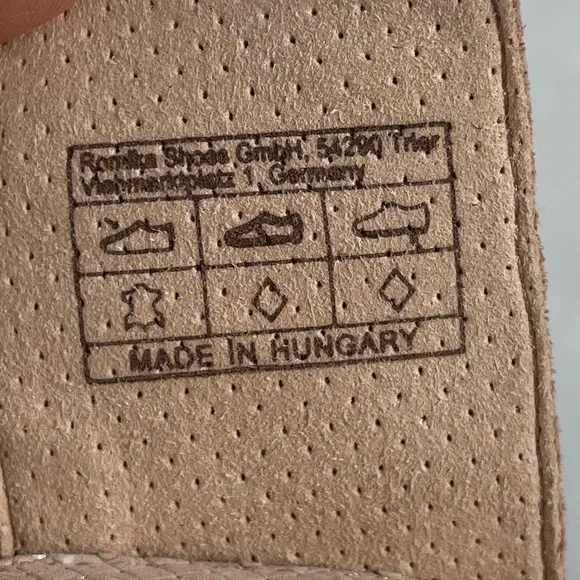 Romika Shoes GmbH, 54290 Trier
Viehmarktplatz 1, Germany
MADE IN HUNGARY